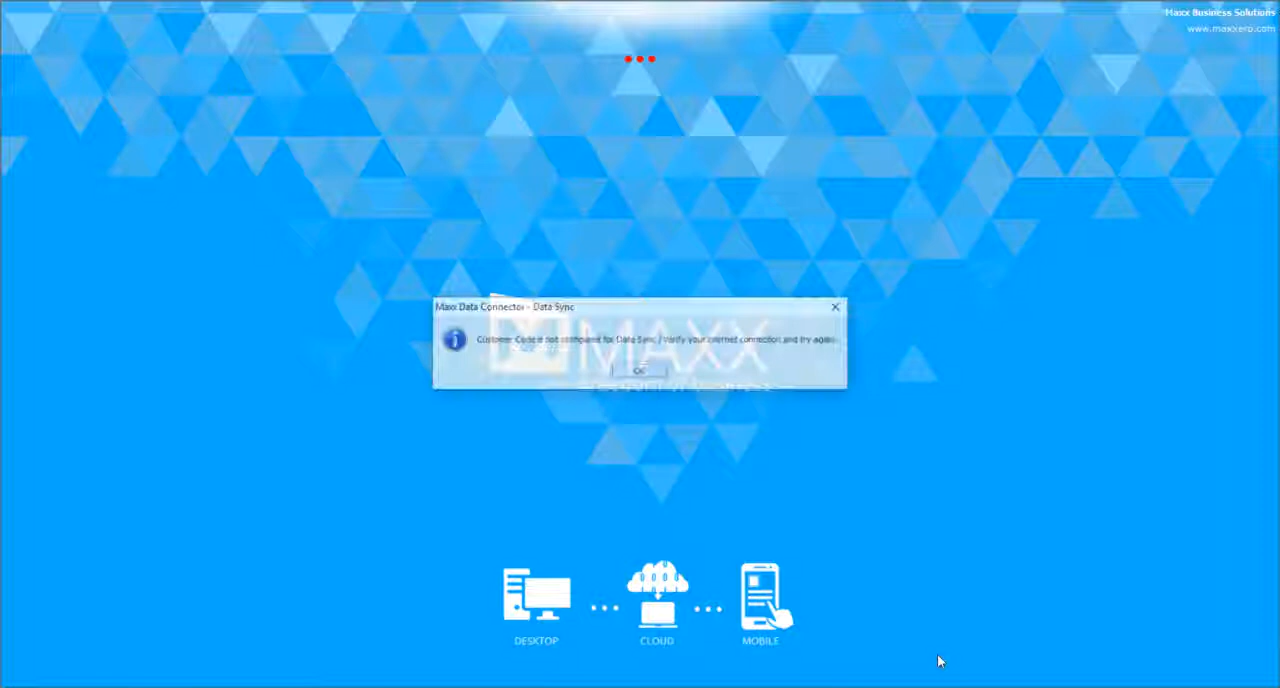 Maxx Business Solutions
www.maxxerp.com
Maxx Data Connector - Data Sync
Customer Code is not configured for Data Sync / Verify your internet connection and try again
MAXX
OK
DESKTOP
CLOUD
MOBILE